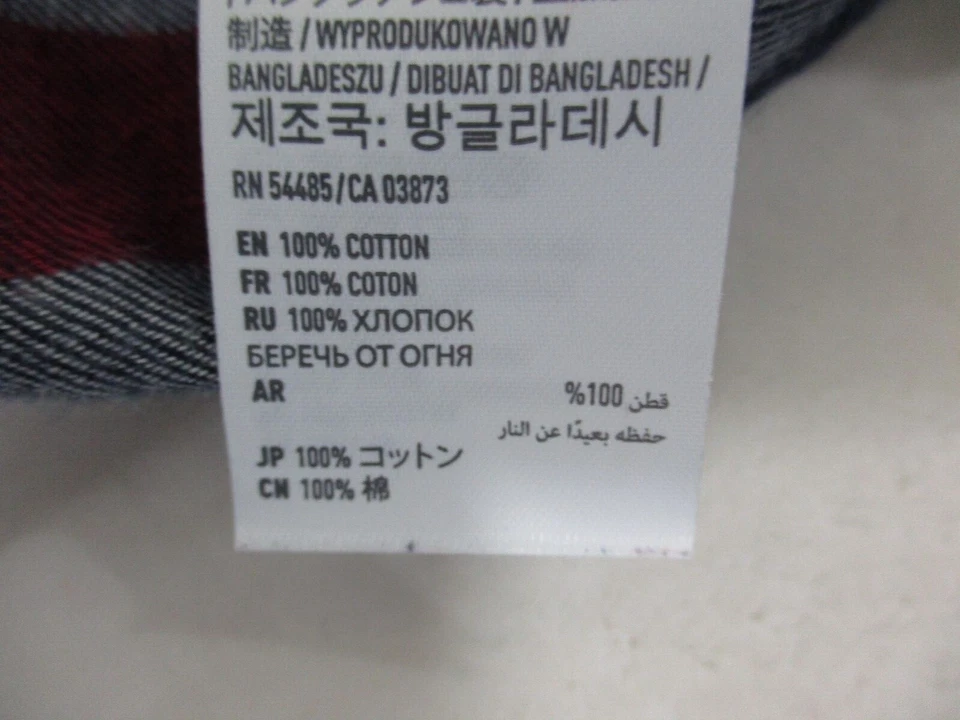 制造 / WYPRODUKOWANO W
BANGLADESZU / DIBUAT DI BANGLADESH /
제조국: 방글라데시
RN 54485/CA 03873
EN 100% COTTON
FR 100% COTON
RU 100% ХЛОПОК
БЕРЕЧЬ ОТ ОГНЯ
AR قطن 100%
حفظه بعيدًا عن النار
JP 100% コットン
CN 100% 棉